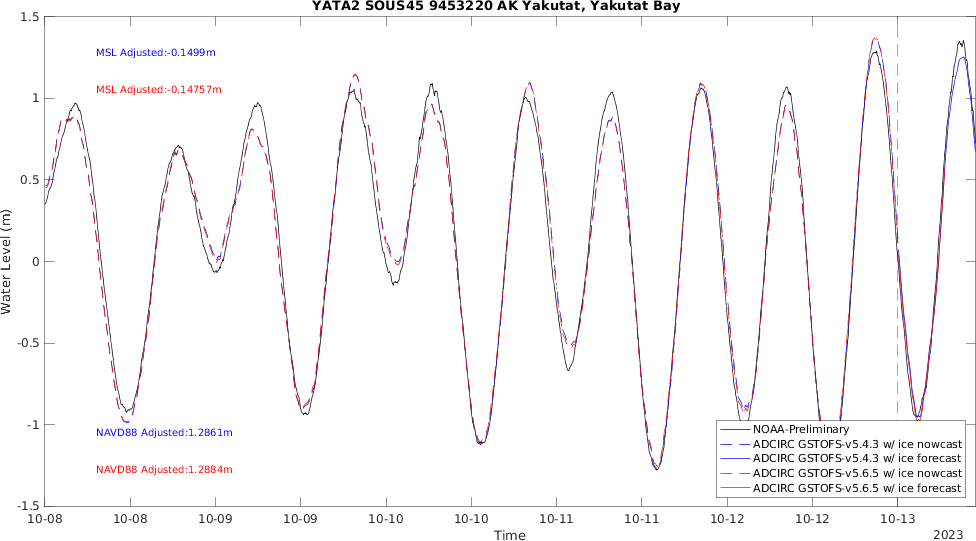 YATA2 SOUS45 9453220 AK Yakutat, Yakutat Bay
1.5
MSL Adjusted:-0.1499m
MSL Adjusted:-0.14757m
1
0.5
0
-0.5
-1
-1.5
Water Level (m)
NAVD88 Adjusted:1.2861m
NAVD88 Adjusted:1.2884m
NOAA-Preliminary
ADCIRC GSTOFS-v5.4.3 w/ ice nowcast
ADCIRC GSTOFS-v5.4.3 w/ ice forecast
ADCIRC GSTOFS-v5.6.5 w/ ice nowcast
ADCIRC GSTOFS-v5.6.5 w/ ice forecast
10-08 10-08 10-09 10-09 10-10 10-10 10-11 10-11 10-12 10-12 10-13
Time
2023